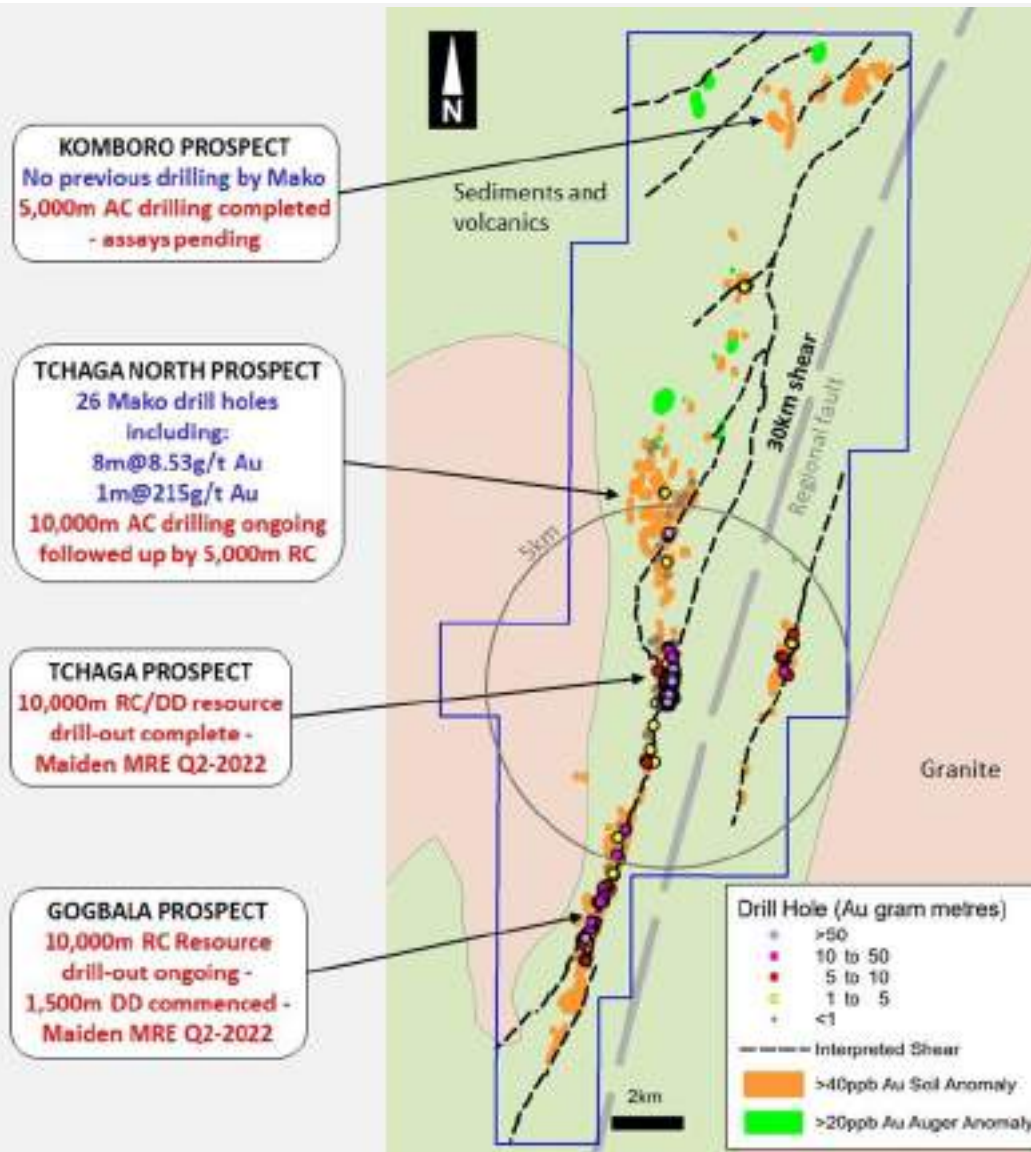 N
KOMBORO PROSPECT
No previous drilling by Mako
5,000m AC drilling completed
- assays pending
Sediments and
volcanics
TCHAGA NORTH PROSPECT
26 Mako drill holes
including:
8m@8.53g/t Au
1m@215g/t Au
10,000m AC drilling ongoing
followed up by 5,000m RC
30km shear
Regional fault
5km
TCHAGA PROSPECT
10,000m RC/DD resource
drill-out complete -
Maiden MRE Q2-2022
Granite
GOGBALA PROSPECT
10,000m RC Resource
drill-out ongoing -
1,500m DD commenced -
Maiden MRE Q2-2022
Drill Hole (Au gram metres)
>50
10 to 50
5 to 10
1 to 5
<1
Interpreted Shear
>40ppb Au Soil Anomaly
>20ppb Au Auger Anomaly
2km